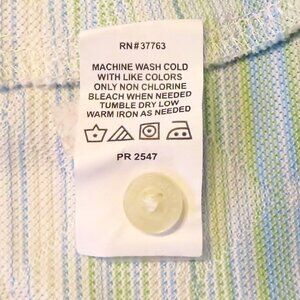 RN#37763
MACHINE WASH COLD
WITH LIKE COLORS
ONLY NON CHLORINE
BLEACH WHEN NEEDED
TUMBLE DRY LOW
WARM IRON AS NEEDED
PR 2547